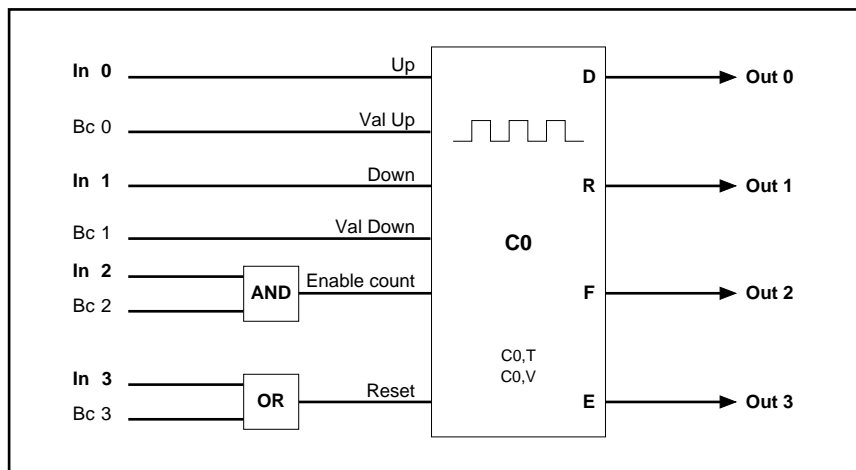 In 0 Up D Out 0
Bc 0 Val Up
In 1 Down R Out 1
Bc 1 Val Down C0
In 2
AND Enable count F Out 2
Bc 2
C0,T
C0,V
In 3
OR Reset E Out 3
Bc 3